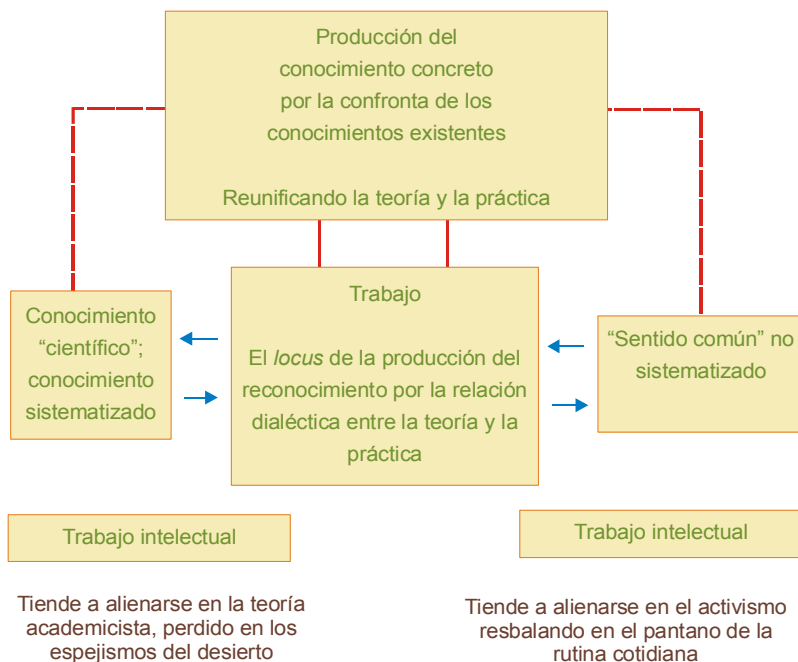 Producción del
conocimiento concreto
por la confronta de los
conocimientos existentes
Reunificando la teoría y la práctica
Conocimiento
“científico”;
conocimiento
sistematizado
Trabajo
El locus de la producción del
reconocimiento por la relación
dialéctica entre la teoría y la
práctica
“Sentido común” no
sistematizado
Trabajo intelectual
Tiende a alienarse en la teoría
academicista, perdido en los
espejismos del desierto
Trabajo intelectual
Tiende a alienarse en el activismo
resbalando en el pantano de la
rutina cotidiana